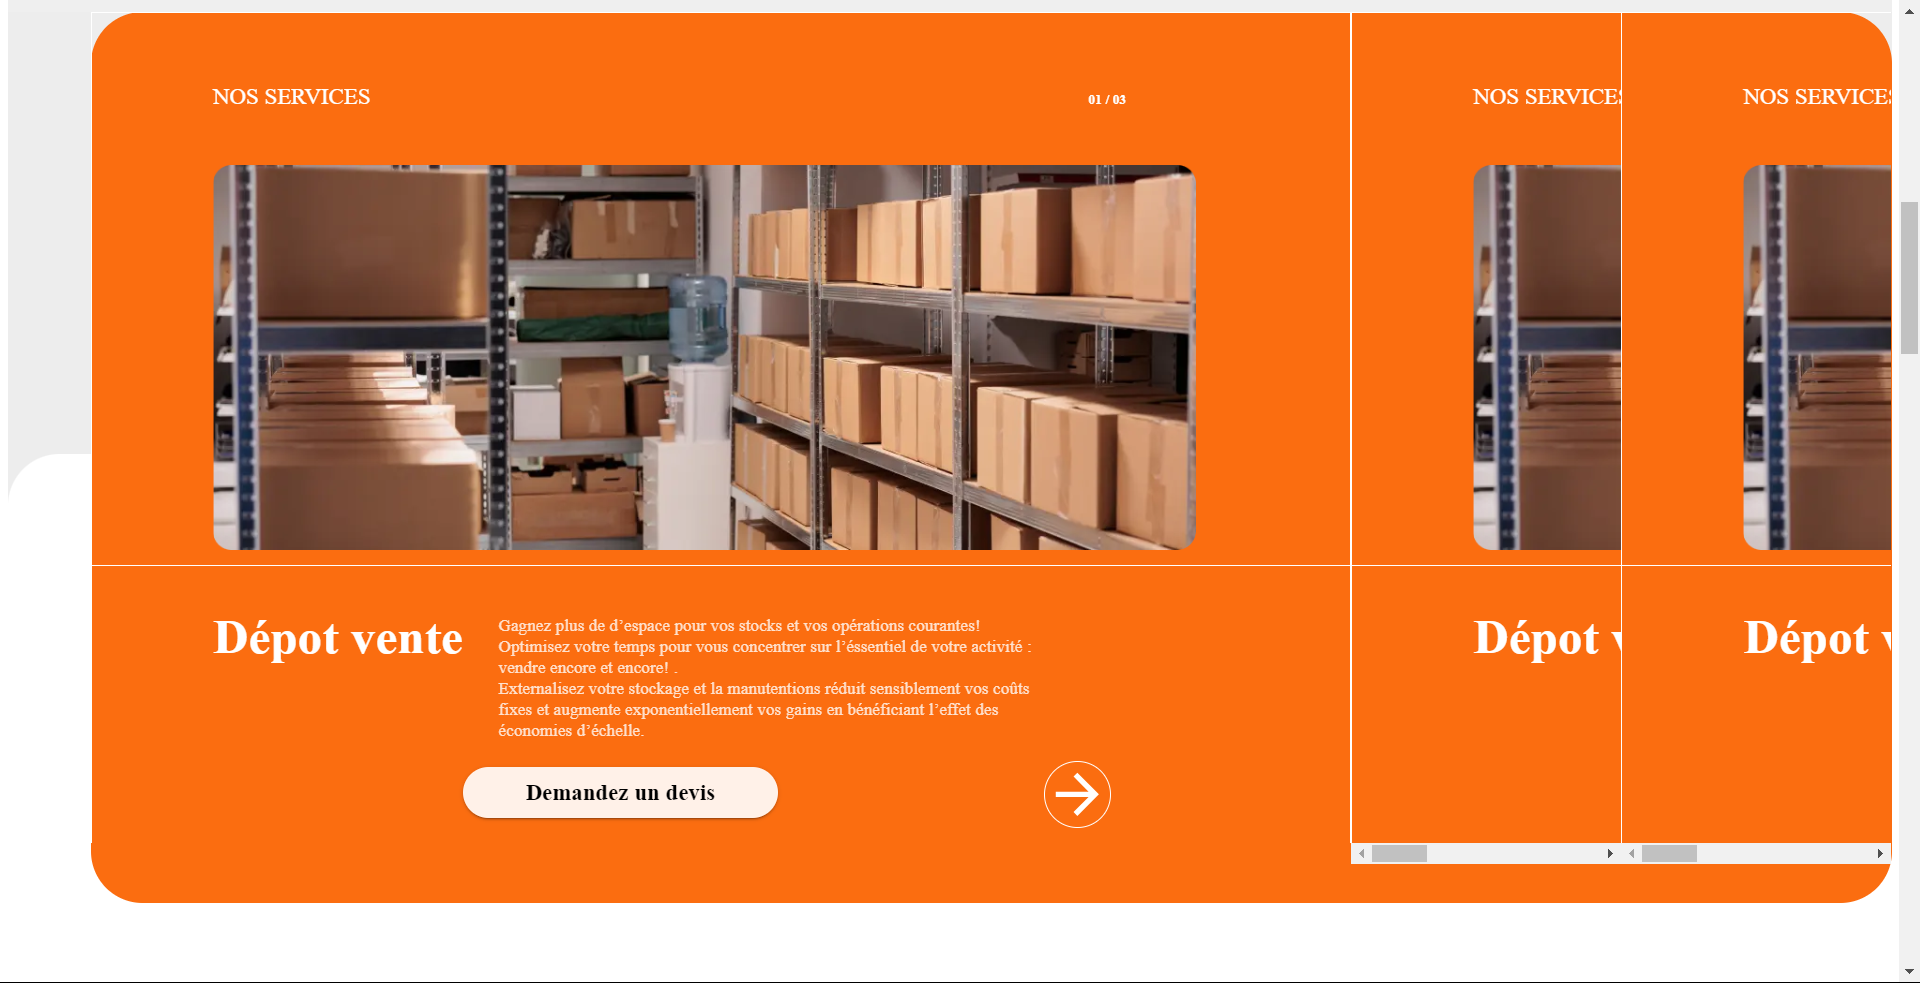 NOS SERVICES
01 / 03
Dépot vente
Gagnez plus de d’espace pour vos stocks et vos opérations courantes!
Optimisez votre temps pour vous concentrer sur l’éssentiel de votre activité :
vendre encore et encore! .
Externalisez votre stockage et la manutentions réduit sensiblement vos coûts
fixes et augmente exponentiellement vos gains en bénéficiant l’effet des
économies d’échelle.
Demandez un devis
NOS SERVICES
Dépot v
NOS SERVICES
Dépot v